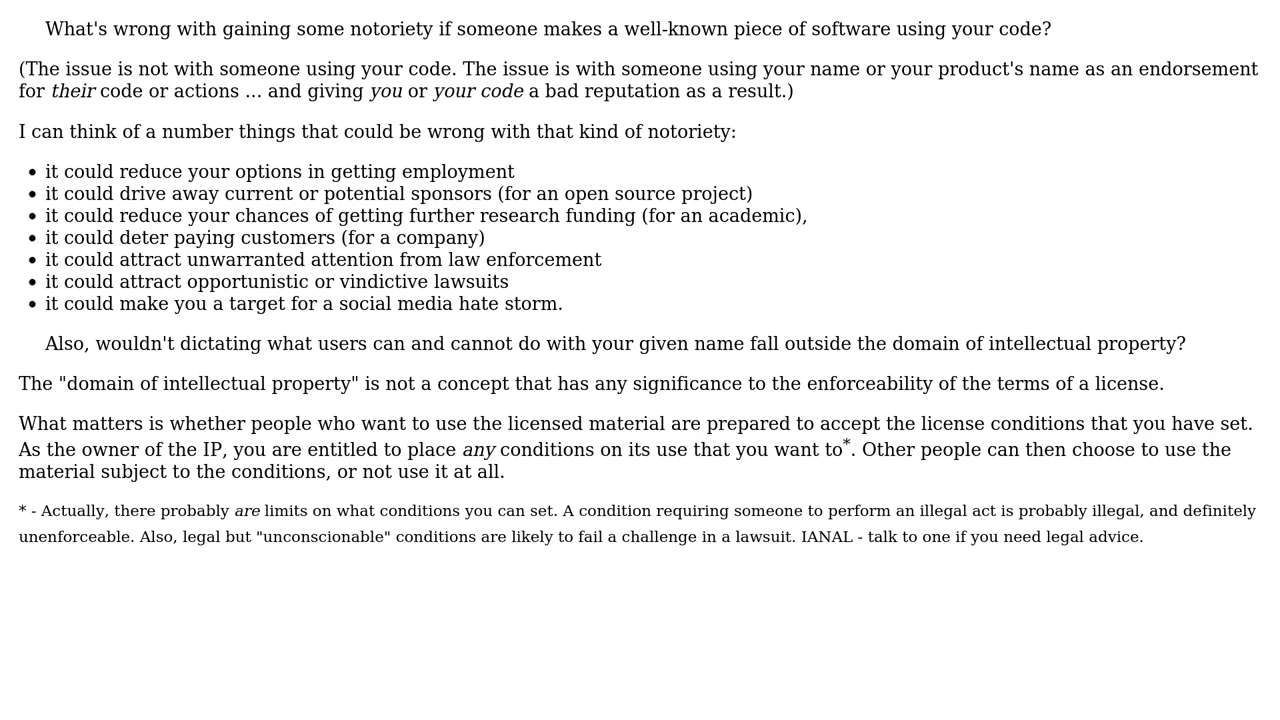 What's wrong with gaining some notoriety if someone makes a well-known piece of software using your code?
(The issue is not with someone using your code. The issue is with someone using your name or your product's name as an endorsement
for their code or actions ... and giving you or your code a bad reputation as a result.)
I can think of a number things that could be wrong with that kind of notoriety:
• it could reduce your options in getting employment
• it could drive away current or potential sponsors (for an open source project)
• it could reduce your chances of getting further research funding (for an academic),
• it could deter paying customers (for a company)
• it could attract unwarranted attention from law enforcement
• it could attract opportunistic or vindictive lawsuits
• it could make you a target for a social media hate storm.
Also, wouldn't dictating what users can and cannot do with your given name fall outside the domain of intellectual property?
The "domain of intellectual property" is not a concept that has any significance to the enforceability of the terms of a license.
What matters is whether people who want to use the licensed material are prepared to accept the license conditions that you have set.
As the owner of the IP, you are entitled to place any conditions on its use that you want to*. Other people can then choose to use the
material subject to the conditions, or not use it at all.
* - Actually, there probably are limits on what conditions you can set. A condition requiring someone to perform an illegal act is probably illegal, and definitely
unenforceable. Also, legal but "unconscionable" conditions are likely to fail a challenge in a lawsuit. IANAL - talk to one if you need legal advice.